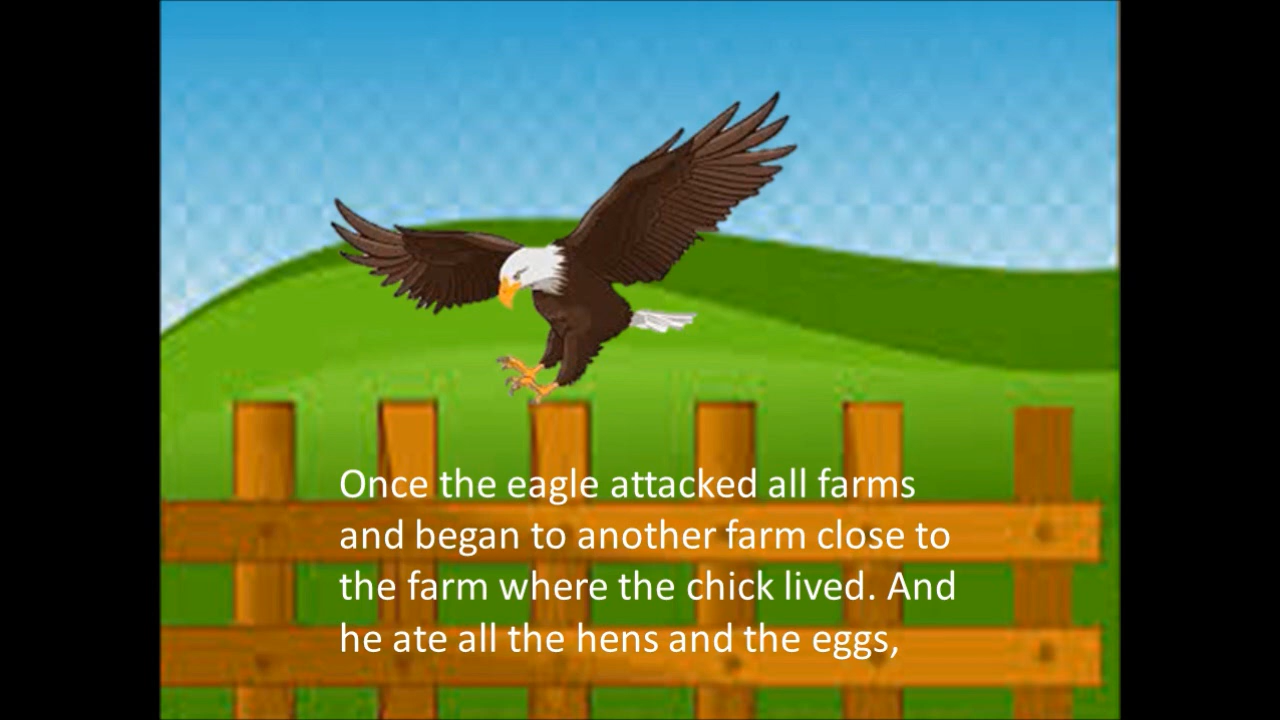 Once the eagle attacked all farms
and began to another farm close to
the farm where the chick lived. And
he ate all the hens and the eggs,